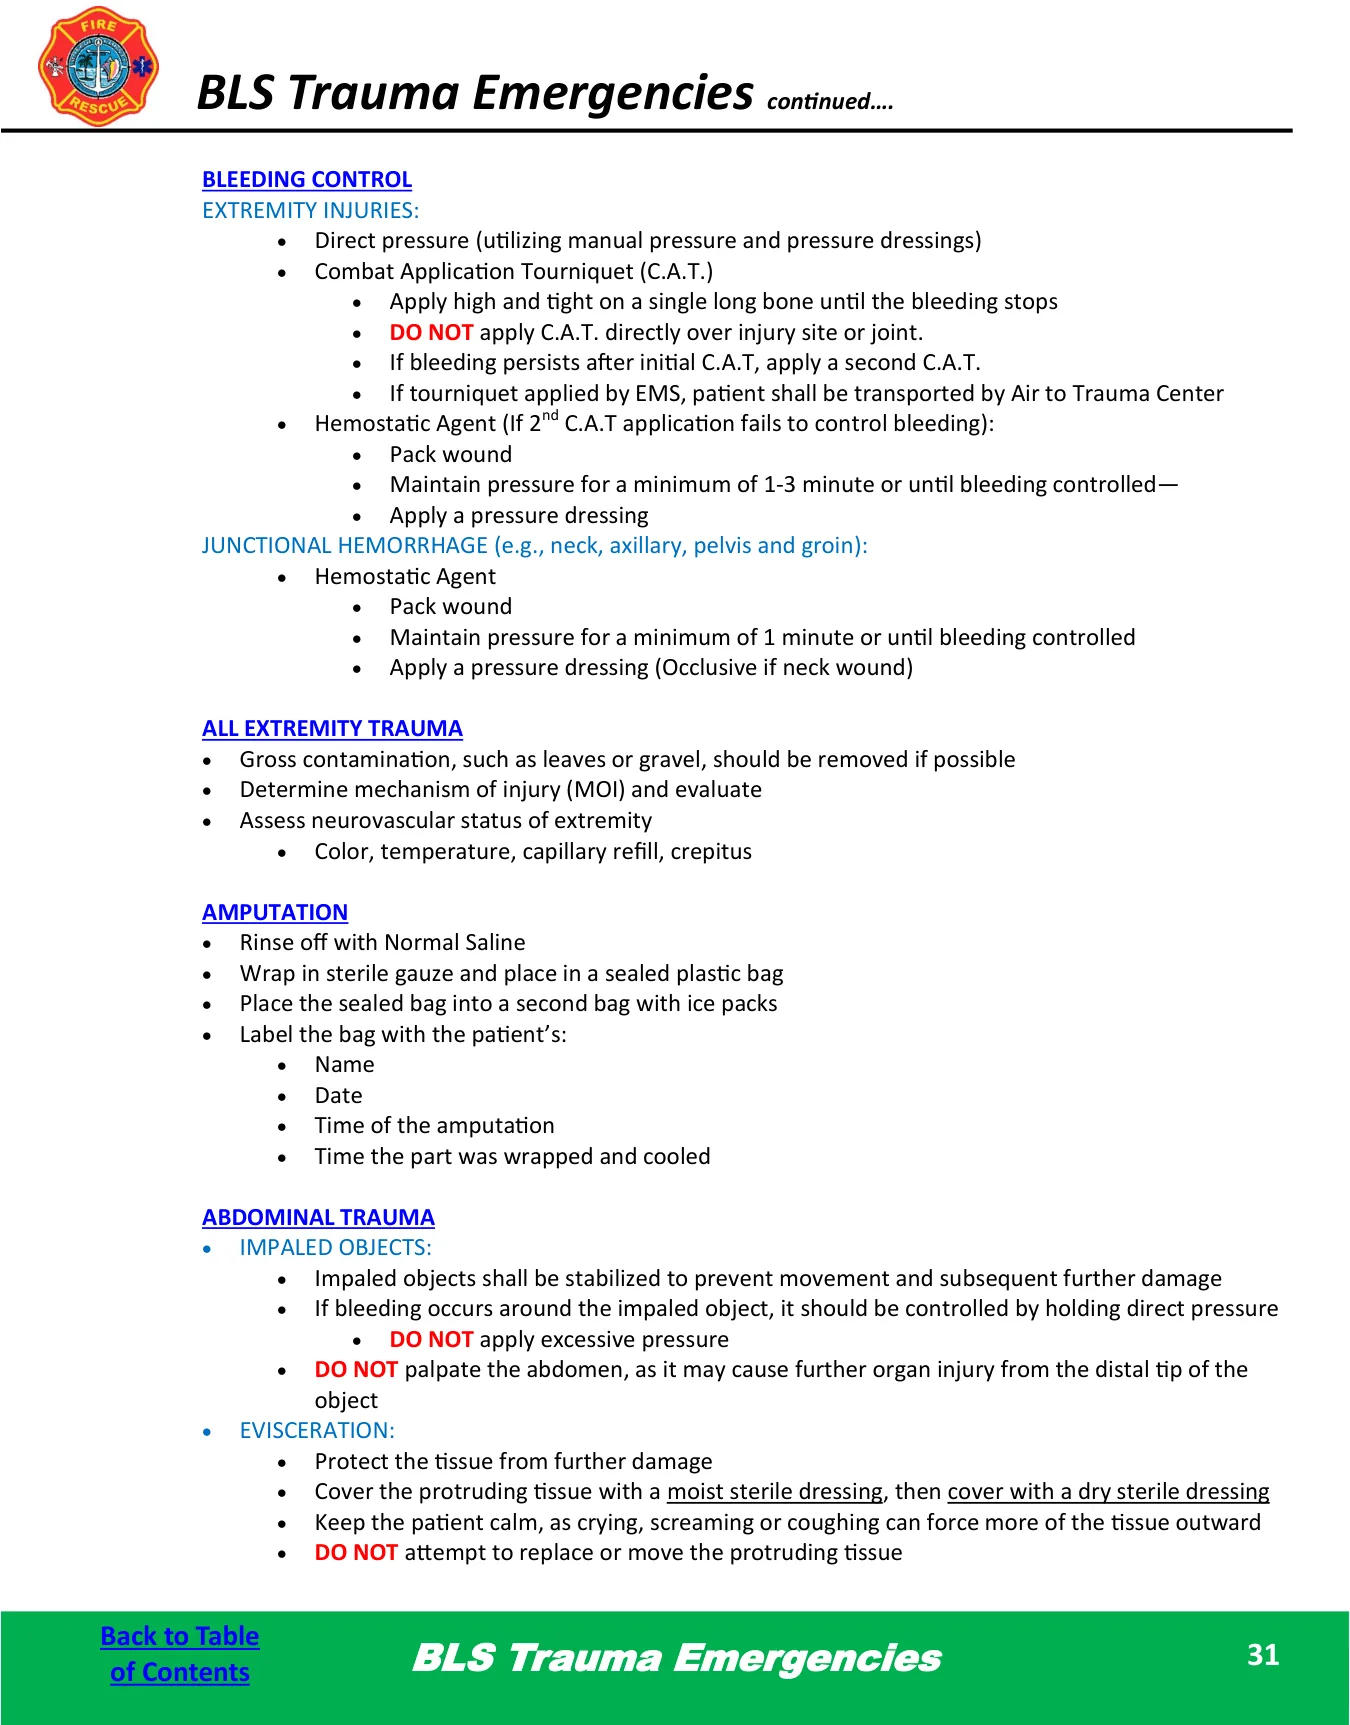 FIRE
RESCUE
BLS Trauma Emergencies continued....
BLEEDING CONTROL
EXTREMITY INJURIES:
• Direct pressure (utilizing manual pressure and pressure dressings)
• Combat Application Tourniquet (C.A.T.)
• Apply high and tight on a single long bone until the bleeding stops
• DO NOT apply C.A.T. directly over injury site or joint.
• If bleeding persists after initial C.A.T, apply a second C.A.T.
• If tourniquet applied by EMS, patient shall be transported by Air to Trauma Center
• Hemostatic Agent (If 2nd C.A.T application fails to control bleeding):
• Pack wound
• Maintain pressure for a minimum of 1-3 minute or until bleeding controlled—
• Apply a pressure dressing
JUNCTIONAL HEMORRHAGE (e.g., neck, axillary, pelvis and groin):
• Hemostatic Agent
• Pack wound
• Maintain pressure for a minimum of 1 minute or until bleeding controlled
• Apply a pressure dressing (Occlusive if neck wound)
ALL EXTREMITY TRAUMA
• Gross contamination, such as leaves or gravel, should be removed if possible
• Determine mechanism of injury (MOI) and evaluate
• Assess neurovascular status of extremity
• Color, temperature, capillary refill, crepitus
AMPUTATION
• Rinse off with Normal Saline
• Wrap in sterile gauze and place in a sealed plastic bag
• Place the sealed bag into a second bag with ice packs
• Label the bag with the patient’s:
• Name
• Date
• Time of the amputation
• Time the part was wrapped and cooled
ABDOMINAL TRAUMA
• IMPALED OBJECTS:
• Impaled objects shall be stabilized to prevent movement and subsequent further damage
• If bleeding occurs around the impaled object, it should be controlled by holding direct pressure
• DO NOT apply excessive pressure
• DO NOT palpate the abdomen, as it may cause further organ injury from the distal tip of the
object
• EVISCERATION:
• Protect the tissue from further damage
• Cover the protruding tissue with a moist sterile dressing, then cover with a dry sterile dressing
• Keep the patient calm, as crying, screaming or coughing can force more of the tissue outward
• DO NOT attempt to replace or move the protruding tissue
Back to Table
of Contents
BLS Trauma Emergencies
31